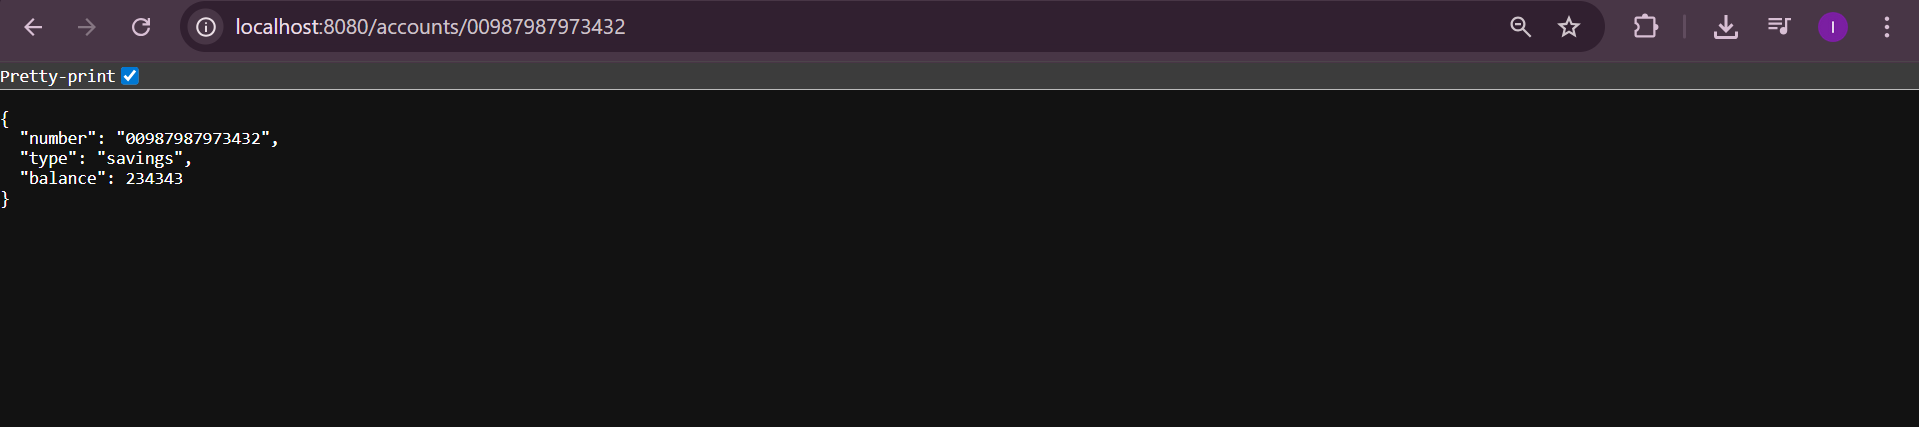 localhost:8080/accounts/00987987973432
I
Pretty-print
{
  "number": "00987987973432",
  "type": "savings",
  "balance": 234343
}